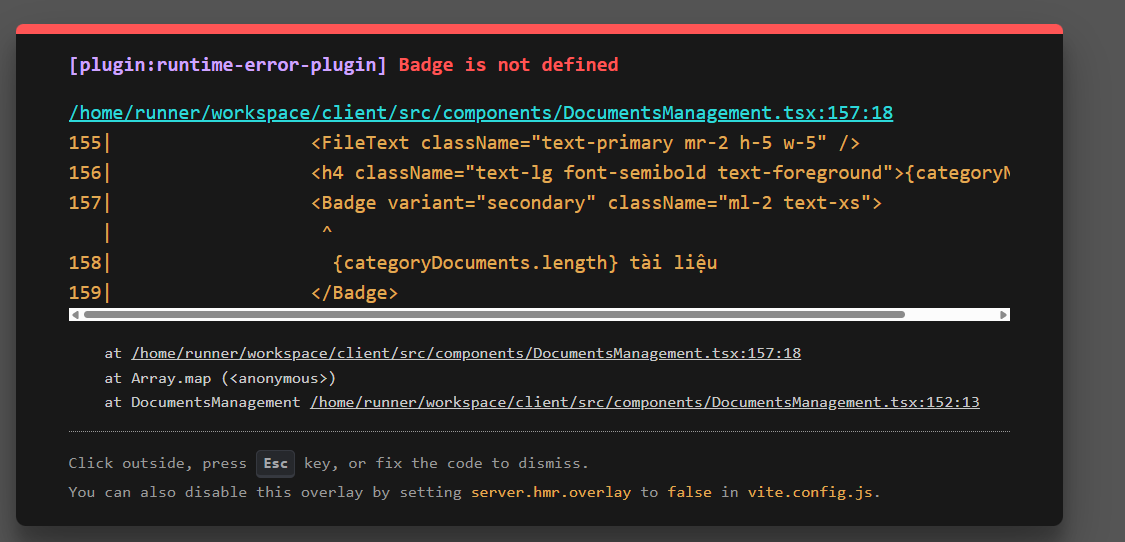 [plugin:runtime-error-plugin] Badge is not defined
/home/runner/workspace/client/src/components/DocumentsManagement.tsx:157:18
155|                   <FileText className="text-primary mr-2 h-5 w-5" />
156|                   <h4 className="text-lg font-semibold text-foreground">{category
157|                   <Badge variant="secondary" className="ml-2 text-xs">
   |                    ^
158|                     {categoryDocuments.length} tài liệu
159|                   </Badge>
at /home/runner/workspace/client/src/components/DocumentsManagement.tsx:157:18
at Array.map (<anonymous>)
at DocumentsManagement /home/runner/workspace/client/src/components/DocumentsManagement.tsx:152:13
Click outside, press Esc key, or fix the code to dismiss.
You can also disable this overlay by setting server.hmr.overlay to false in vite.config.js.